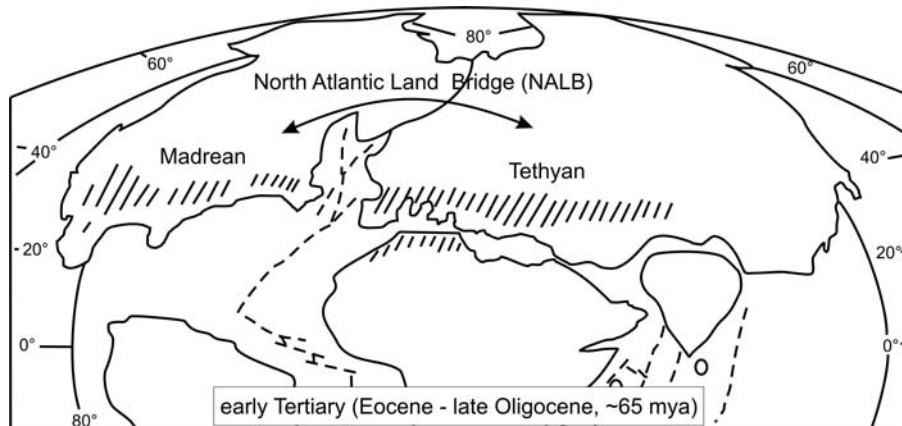 80°
60°
60°
North Atlantic Land Bridge (NALB)
40°
40°
Madrean
Tethyan
20°
20°
0°
0°
early Tertiary (Eocene - late Oligocene, ~65 mya)
80°